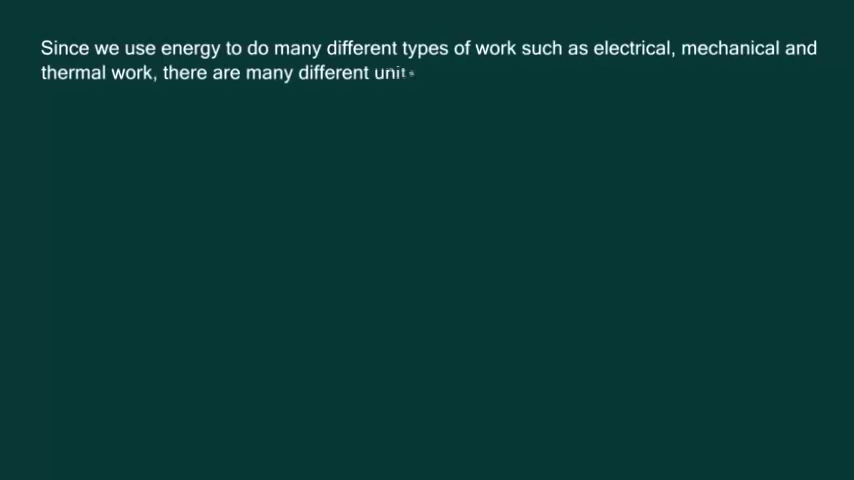 Since we use energy to do many different types of work such as electrical, mechanical and
thermal work, there are many different units